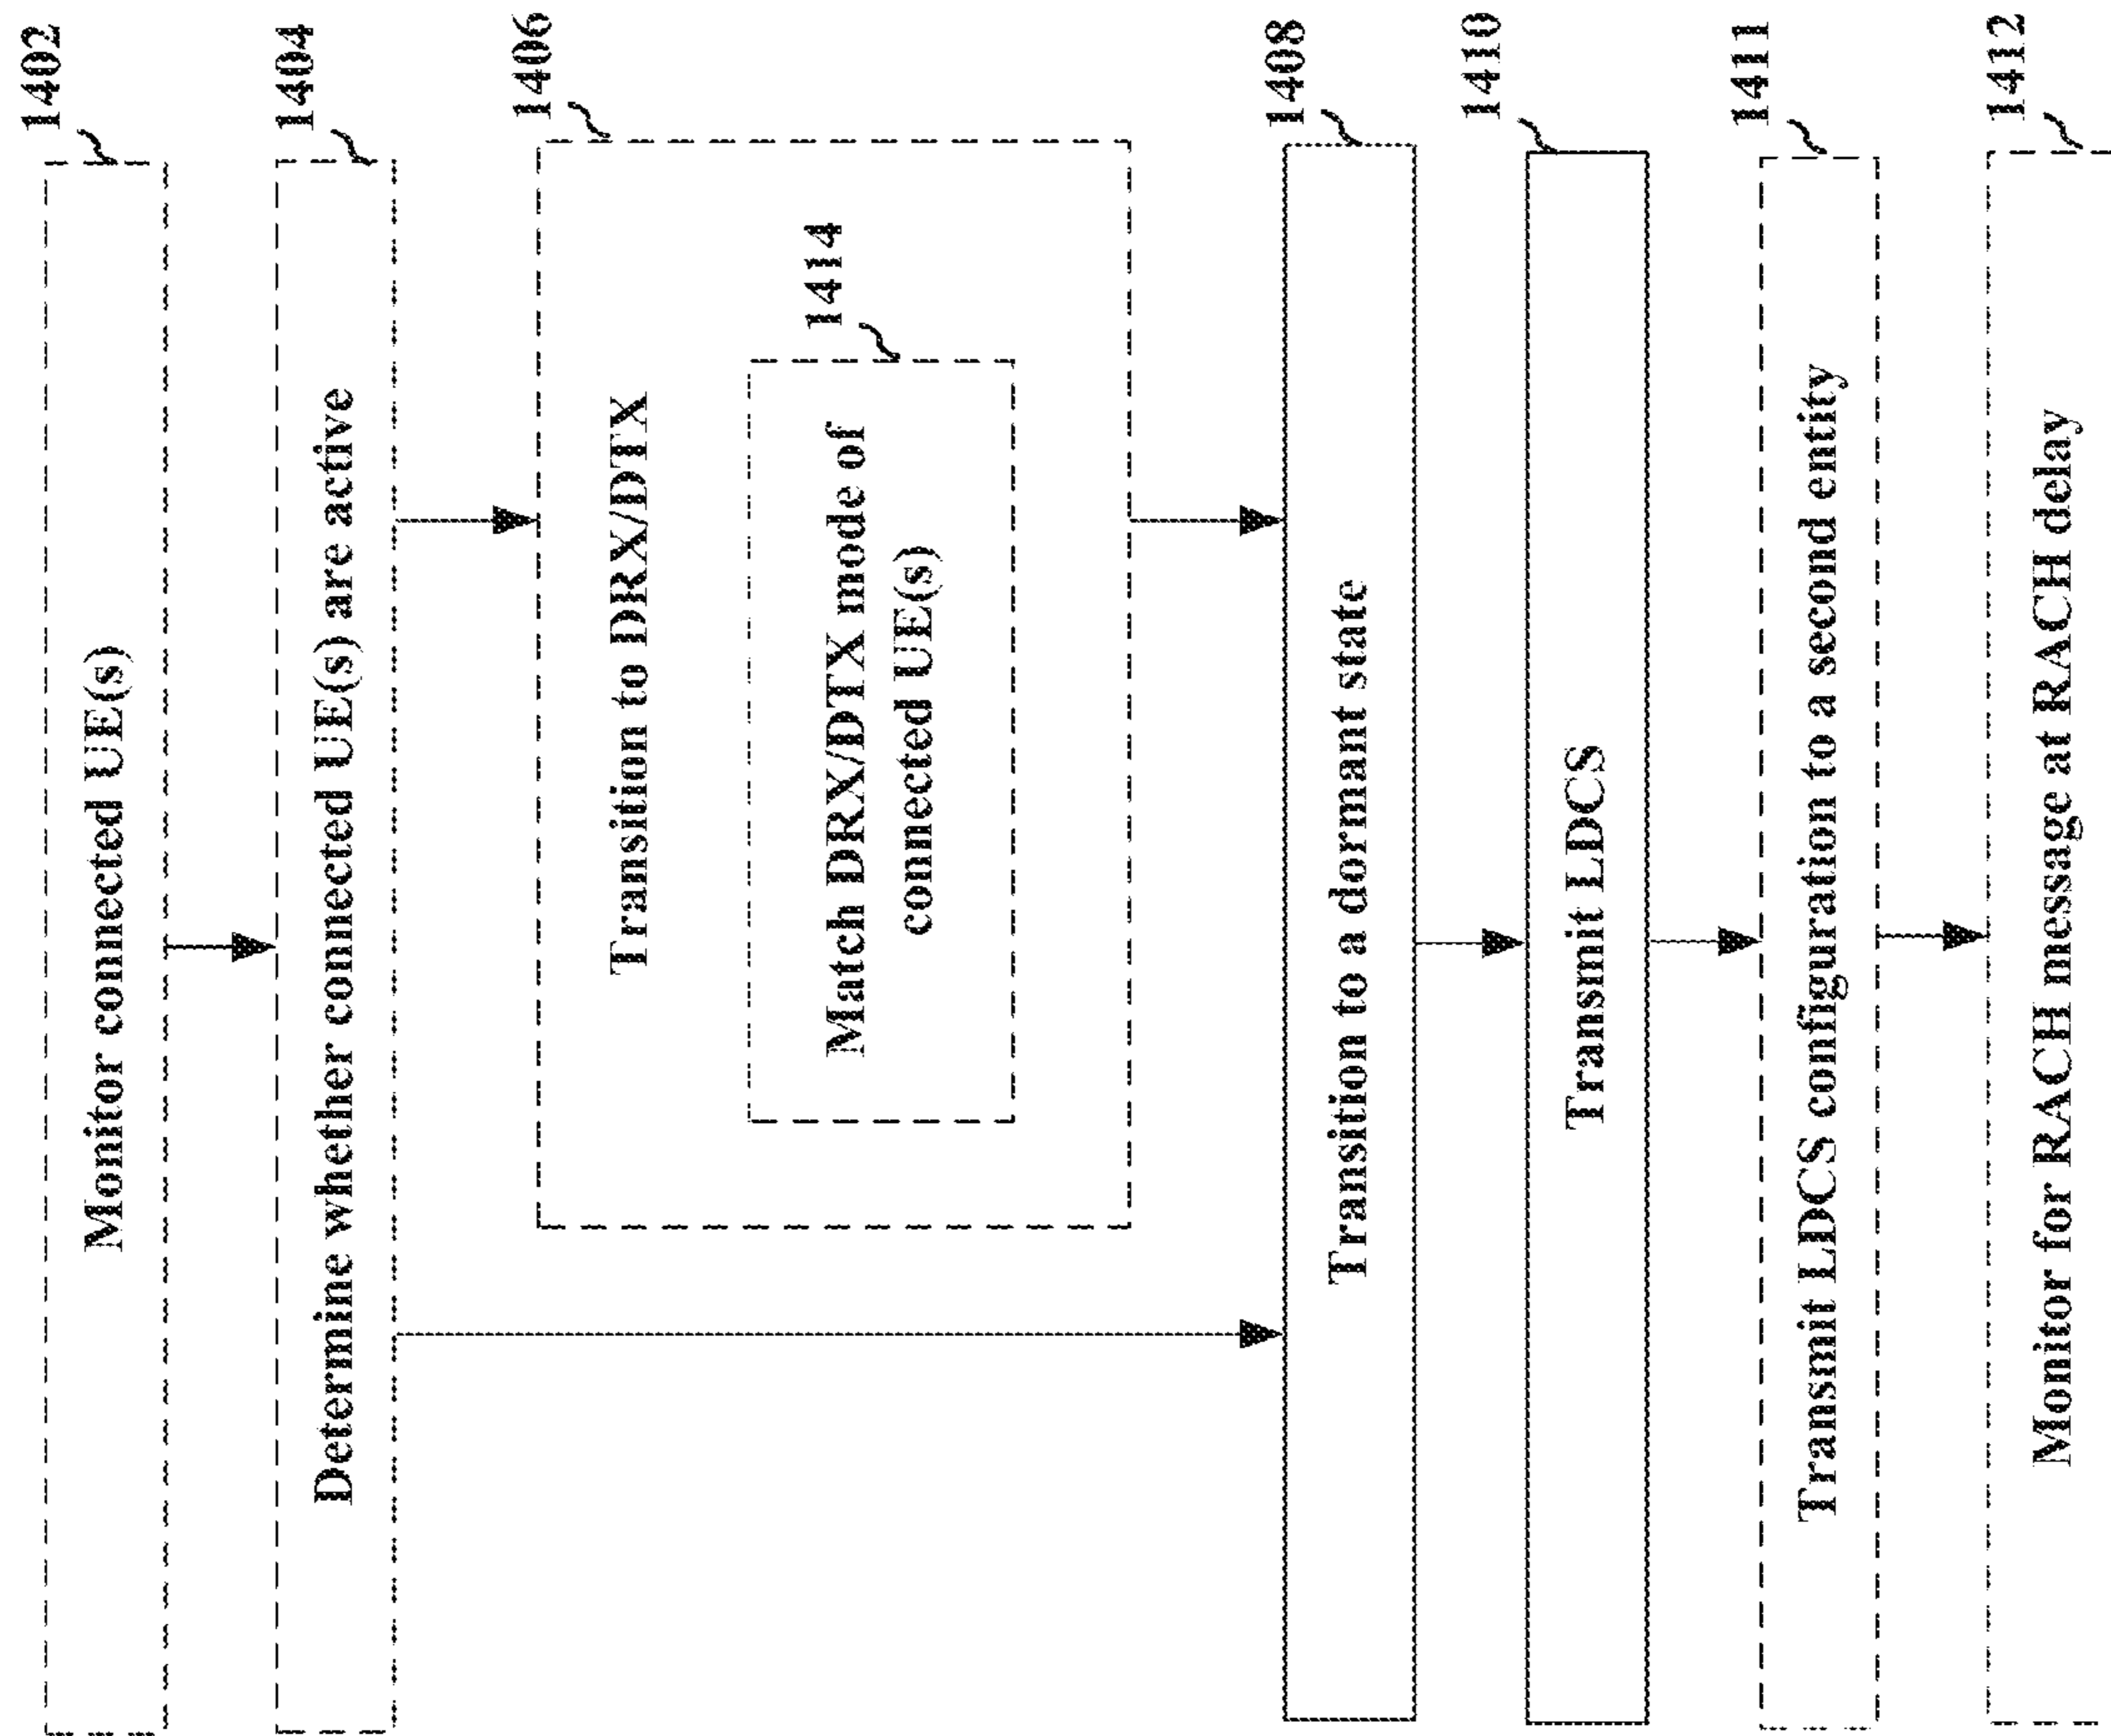 1402
Monitor connected UE(s)
1404
Determine whether connected UE(s) are active
1406
Transition to DRX/DTX
1414
Match DRX/DTX mode of
connected UE(s)
1408
Transition to a dormant state
1410
Transmit LDCS
1411
Transmit LDCS configuration to a second entity
1412
Monitor for RACH message at RACH delay